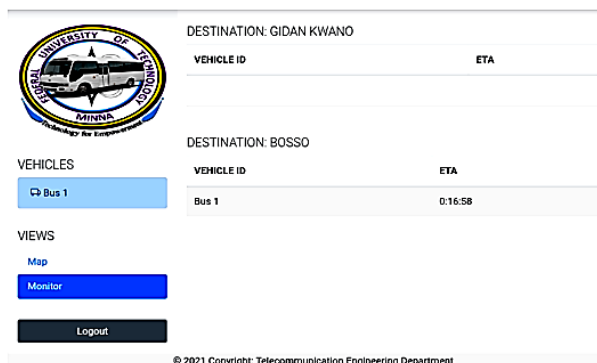 FEDERAL UNIVERSITY OF TECHNOLOGY
MINNA
Technology for Empowerment
VEHICLES
Bus 1
VIEWS
Map
Monitor
Logout
DESTINATION: GIDAN KWANO
VEHICLE ID ETA
DESTINATION: BOSSO
VEHICLE ID ETA
Bus 1 0:16:58
© 2021 Copyright: Telecommunication Engineering Department